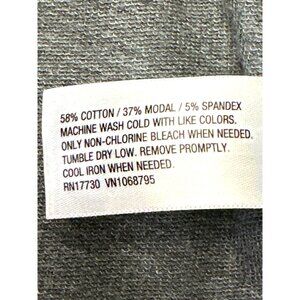 58% COTTON / 37% MODAL / 5% SPANDEX
MACHINE WASH COLD WITH LIKE COLORS.
ONLY NON-CHLORINE BLEACH WHEN NEEDED.
TUMBLE DRY LOW. REMOVE PROMPTLY.
COOL IRON WHEN NEEDED.
RN17730 VN1068795